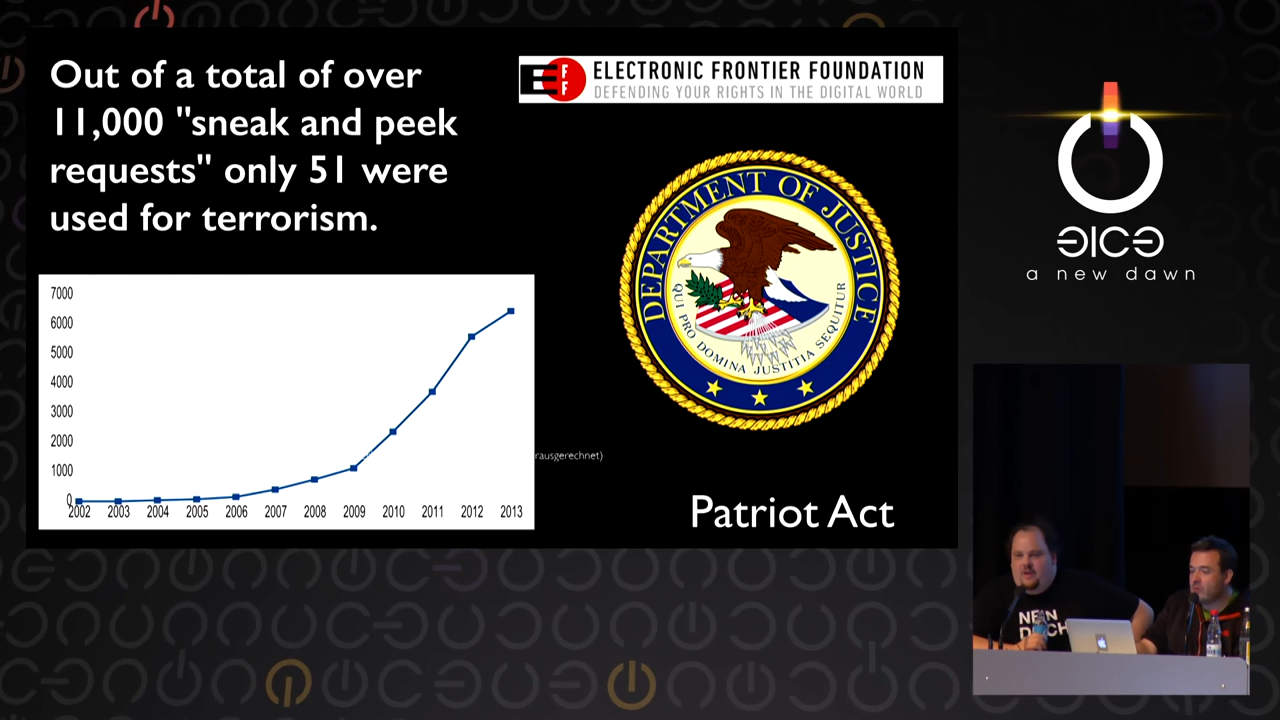 Out of a total of over
11,000 "sneak and peek
requests" only 51 were
used for terrorism.
EFF
ELECTRONIC FRONTIER FOUNDATION
DEFENDING YOUR RIGHTS IN THE DIGITAL WORLD
DEPARTMENT OF JUSTICE
QUI PRO DOMINA JUSTITIA SEQUITUR
7000
6000
5000
4000
3000
2000
1000
0
2002 2003 2004 2005 2006 2007 2008 2009 2010 2011 2012 2013
rausgerechnet)
Patriot Act
a new dawn